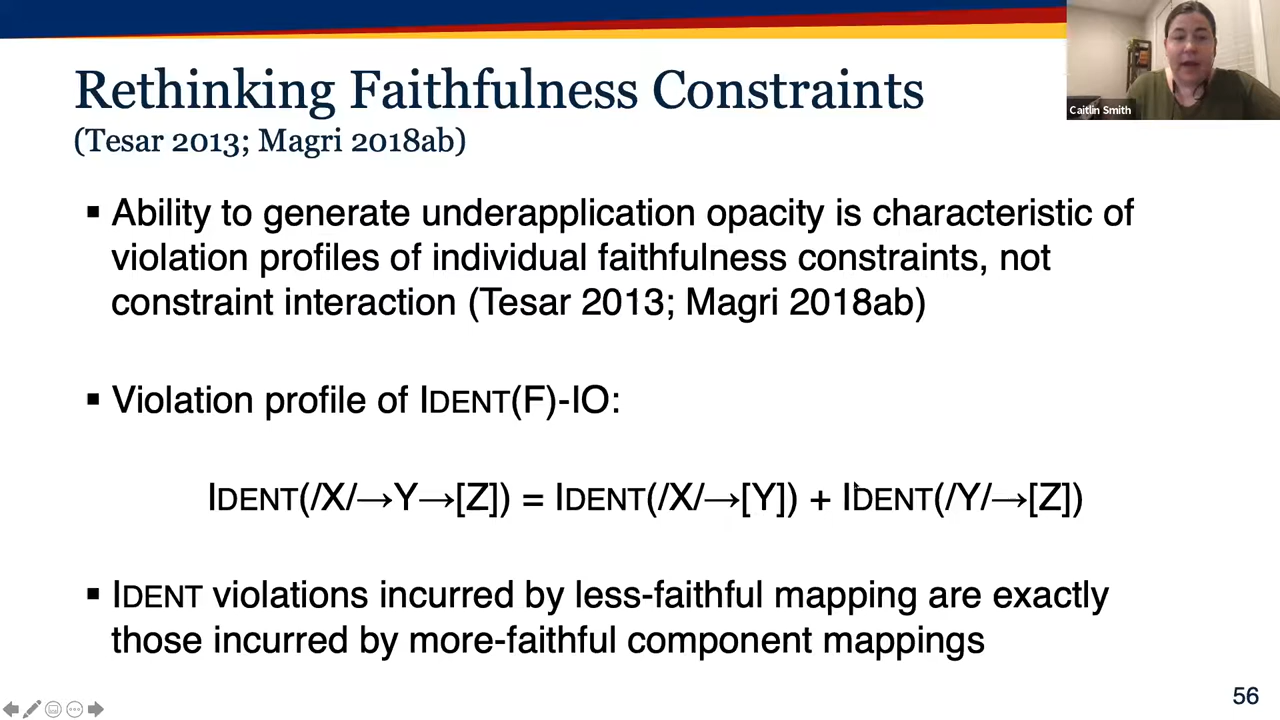 Rethinking Faithfulness Constraints
(Tesar 2013; Magri 2018ab)
Caitlin Smith
▪ Ability to generate underapplication opacity is characteristic of
violation profiles of individual faithfulness constraints, not
constraint interaction (Tesar 2013; Magri 2018ab)
▪ Violation profile of IDENT(F)-IO:
IDENT(/X/→Y→[Z]) = IDENT(/X/→[Y]) + IDENT(/Y/→[Z])
▪ IDENT violations incurred by less-faithful mapping are exactly
those incurred by more-faithful component mappings
56